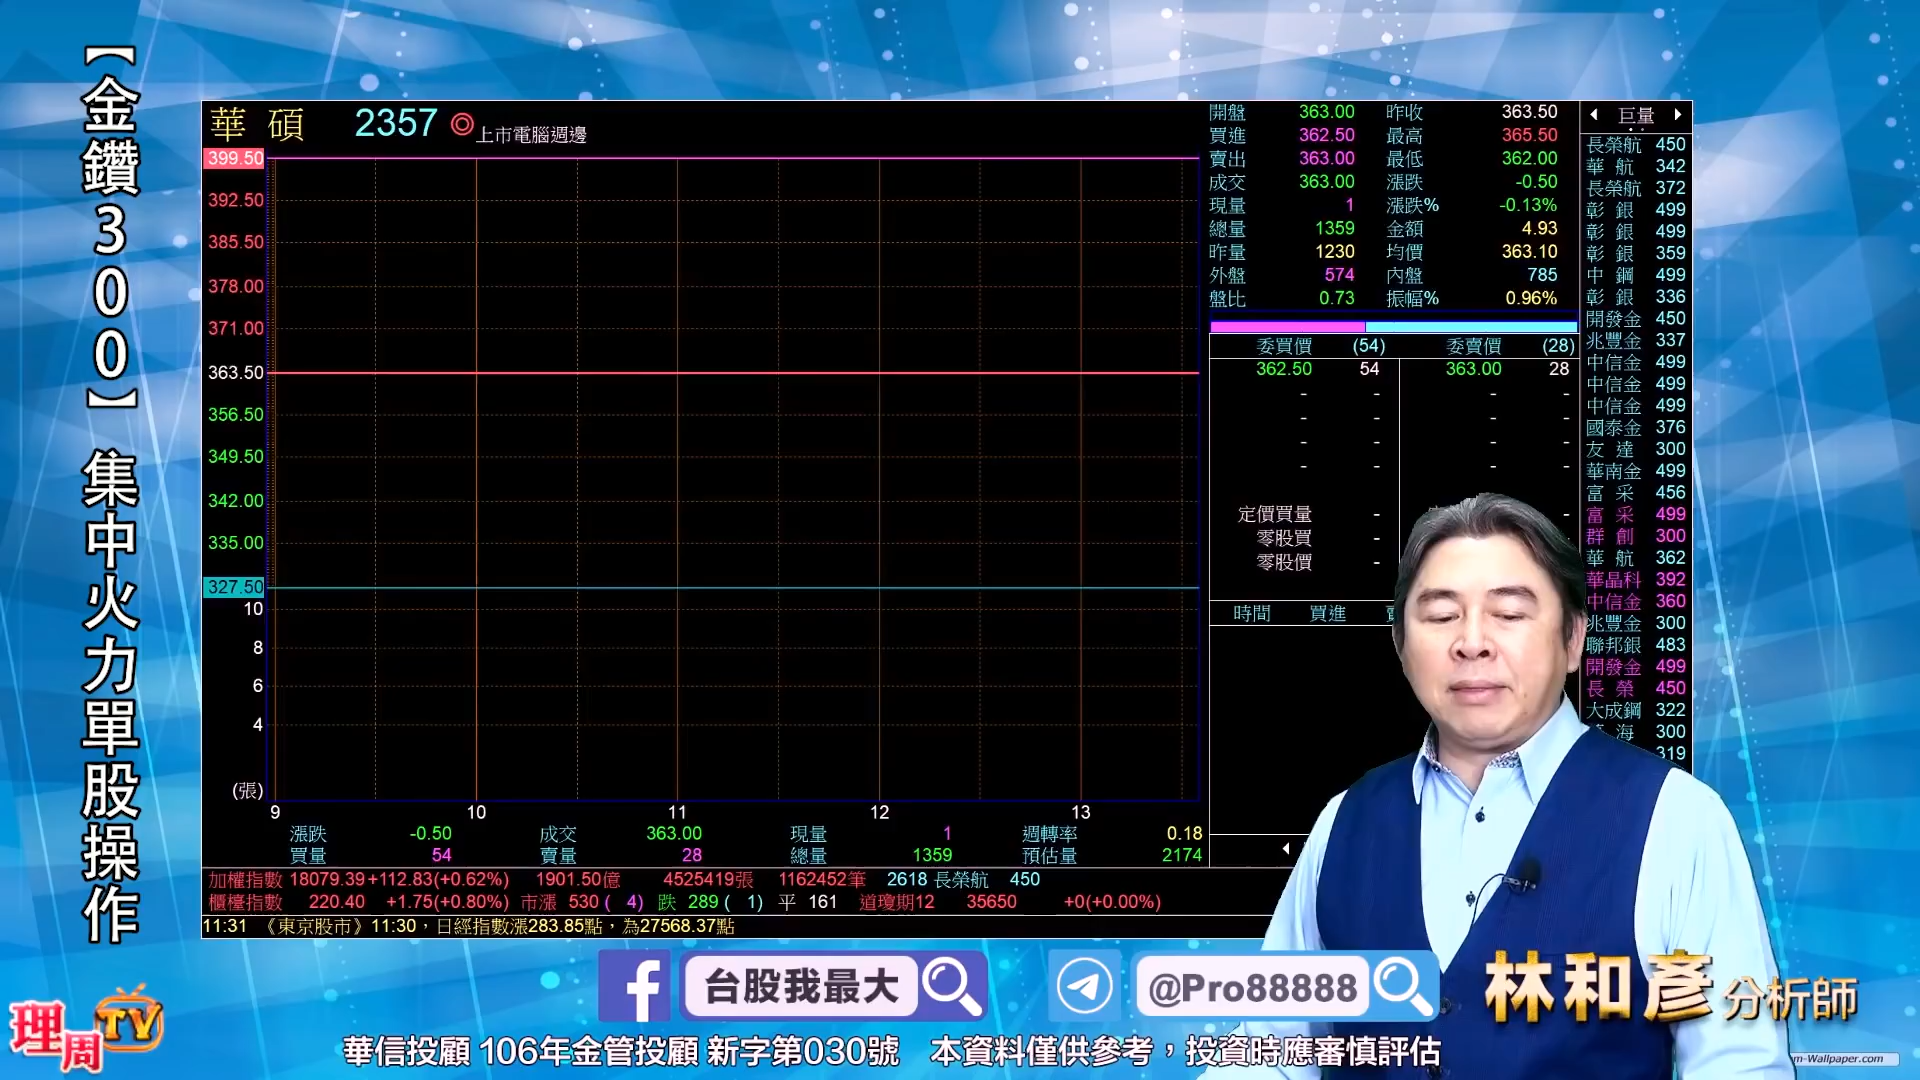 【金鑽300】集中火力單股操作
華碩 2357 ◎ 上市電腦週邊
399.50
392.50
385.50
378.00
371.00
363.50
356.50
349.50
342.00
335.00
327.50
10
8
6
4
(張)
9 10 11 12 13
漲跌 -0.50 成交 363.00 現量 1 週轉率 0.18
買量 54 賣量 28 總量 1359 預估量 2174
開盤 363.00 昨收 363.50
買進 362.50 最高 365.50
賣出 363.00 最低 362.00
成交 363.00 漲跌 -0.50
現量 1 漲跌% -0.13%
總量 1359 金額 4.93
昨量 1230 均價 363.10
外盤 574 內盤 785
盤比 0.73 振幅% 0.96%
委買價 (54) 委賣價 (28)
362.50 54 363.00 28
- - - -
- - - -
- - - -
- - - -
定價買量 - -
零股買 -
零股價 -
時間 買進
巨量
長榮航 450
華航 342
長榮航 372
彰銀 499
彰銀 499
彰銀 359
中鋼 499
彰銀 336
開發金 450
兆豐金 337
中信金 499
中信金 499
中信金 499
國泰金 376
友達 300
華南金 499
富采 456
富采 499
群創 300
華航 362
華晶科 392
中信金 360
兆豐金 300
聯邦銀 483
開發金 499
長榮 450
大成鋼 322
海 300
319
加權指數 18079.39 +112.83(+0.62%) 1901.50億 4525419張 1162452筆 2618 長榮航 450
櫃檯指數 220.40 +1.75(+0.80%) 市漲 530( 4) 跌 289( 1) 平 161 道瓊期12 35650 +0(+0.00%)
11:31 《東京股市》11:30，日經指數漲283.85點，為27568.37點
f 台股我最大
@Pro88888
林和彥 分析師
理周TV
華信投顧 106年金管投顧 新字第030號 本資料僅供參考，投資時應審慎評估
m-Wallpaper.com